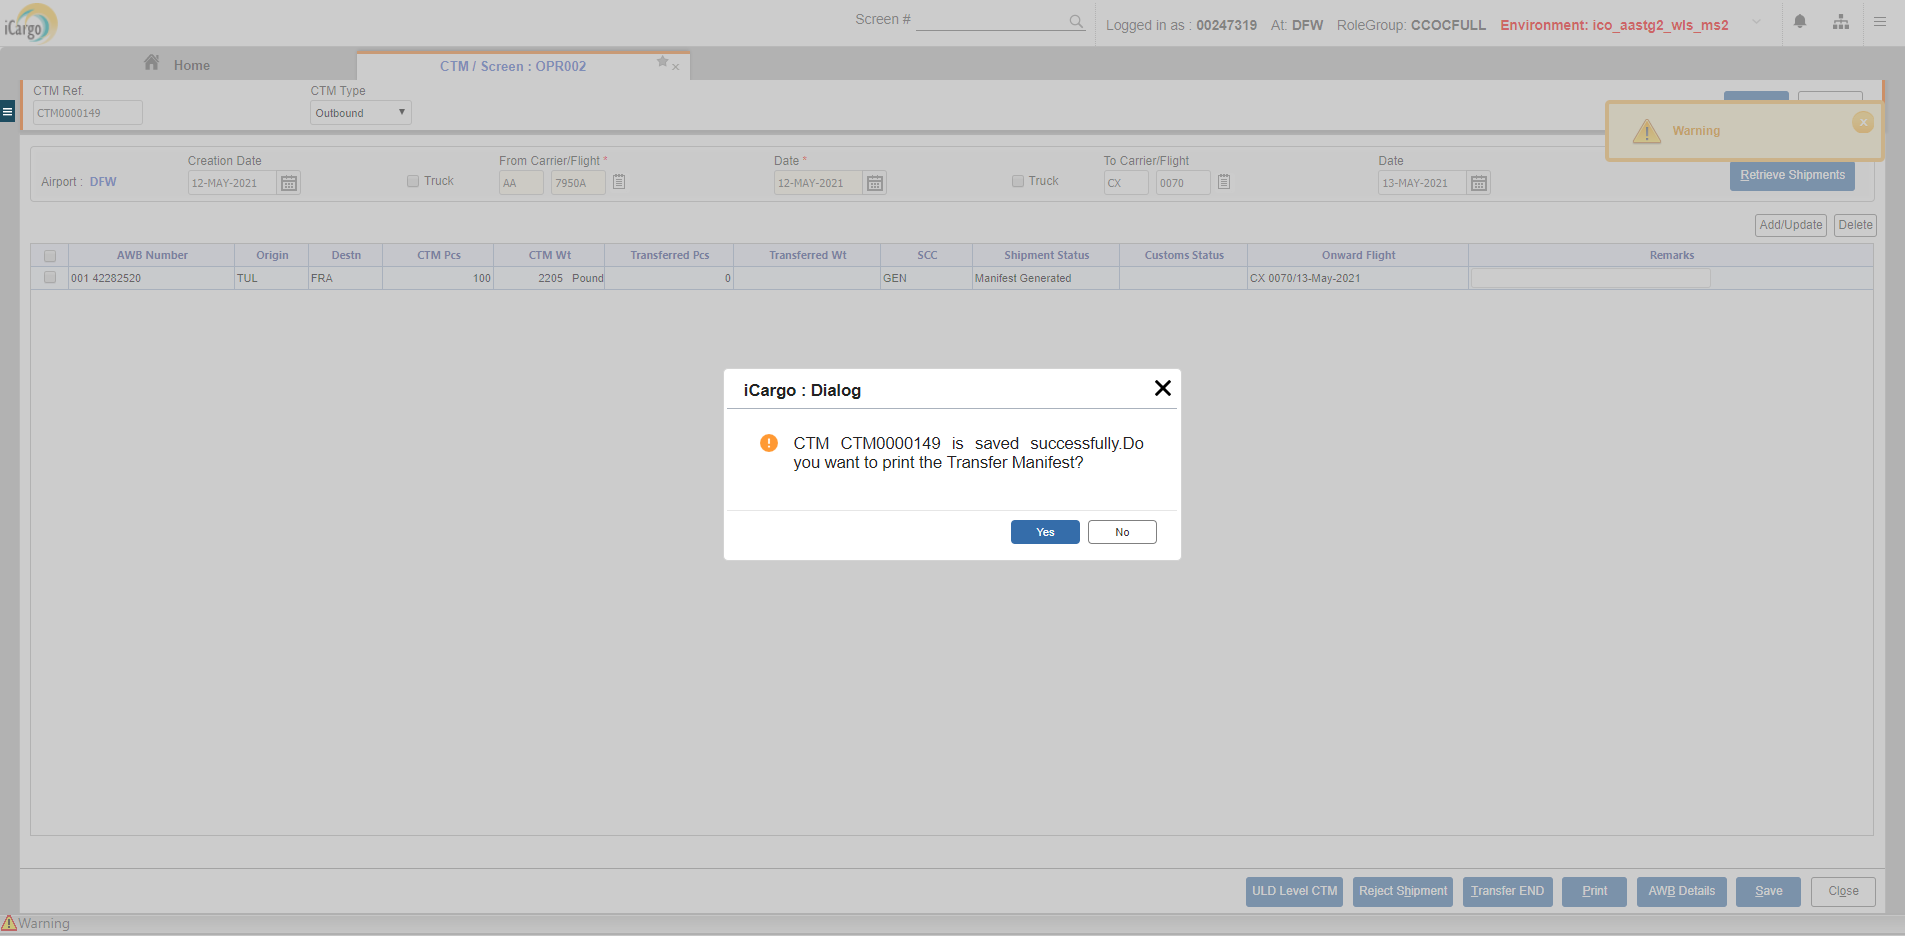 iCargo
Screen #
Logged in as : 00247319 At: DFW RoleGroup: CCOCFULL Environment: ico_aastg2_wls_ms2
Home
CTM / Screen : OPR002
CTM Ref.
CTM Type
CTM0000149
Outbound
Warning
Creation Date
From Carrier/Flight *
Date *
To Carrier/Flight
Date
Airport : DFW
12-MAY-2021
Truck
AA
7950A
12-MAY-2021
Truck
CX
0070
13-MAY-2021
Retrieve Shipments
Add/Update
Delete
AWB Number Origin Destn CTM Pcs CTM Wt Transferred Pcs Transferred Wt SCC Shipment Status Customs Status Onward Flight Remarks
001 42282520 TUL FRA 100 2205 Pound 0 GEN Manifest Generated CX 0070/13-May-2021
iCargo : Dialog
CTM CTM0000149 is saved successfully.Do
you want to print the Transfer Manifest?
Yes
No
ULD Level CTM
Reject Shipment
Transfer END
Print
AWB Details
Save
Close
Warning